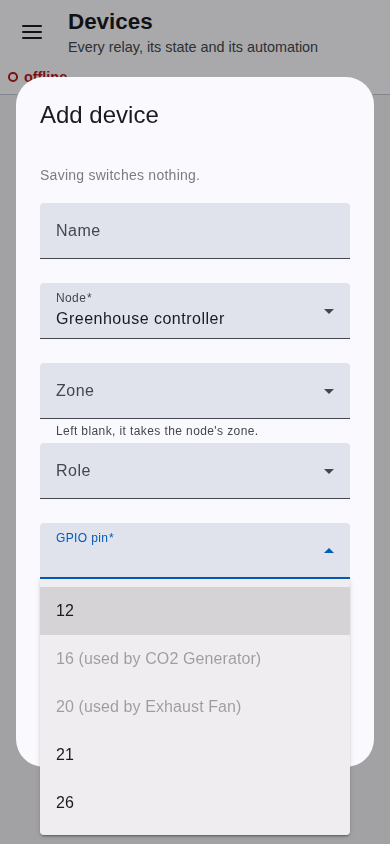 Devices
Every relay, its state and its automation
offline
Add device
Saving switches nothing.
Name
Node*
Greenhouse controller
Zone
Left blank, it takes the node's zone.
Role
GPIO pin*
12
16 (used by CO2 Generator)
20 (used by Exhaust Fan)
21
26